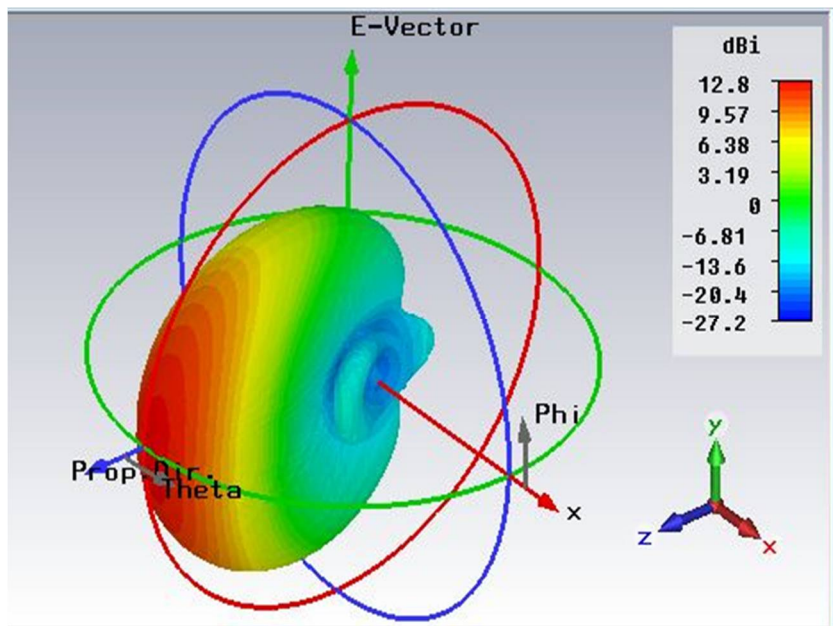 E-Vector
dBi
12.8
9.57
6.38
3.19
0
-6.81
-13.6
-20.4
-27.2
Phi
Prop.Dir.
Theta
x
y
z
x